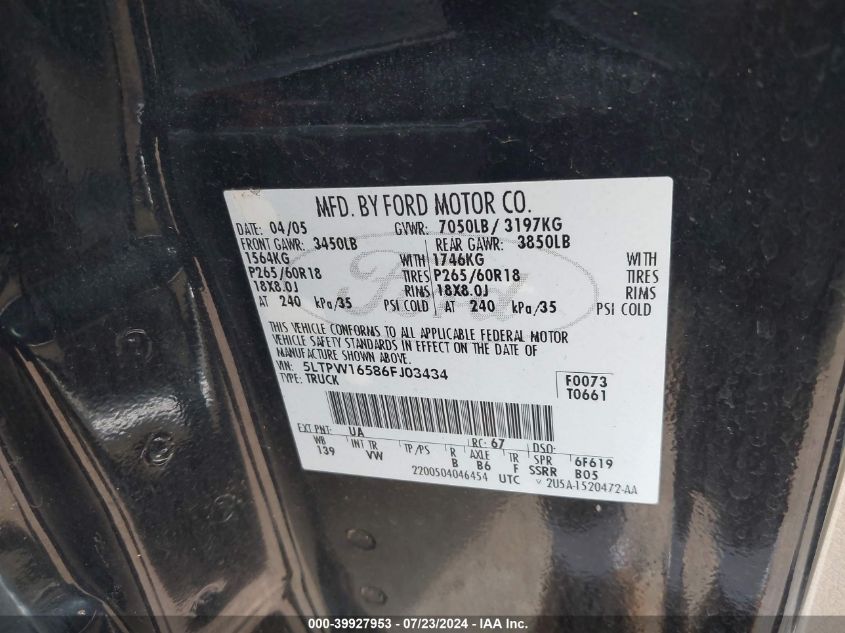 MFD. BY FORD MOTOR CO.
DATE: 04/05 GVWR: 7050LB/ 3197KG
FRONT GAWR: 3450LB REAR GAWR: 3850LB
1564KG WITH 1746KG WITH
P265/60R18 TIRES P265/60R18 TIRES
18X8.0J RIMS 18X8.0J RIMS
AT 240 kPa/35 PSI COLD AT 240 kPa/35 PSI COLD
Ford
THIS VEHICLE CONFORMS TO ALL APPLICABLE FEDERAL MOTOR
VEHICLE SAFETY STANDARDS IN EFFECT ON THE DATE OF
MANUFACTURE SHOWN ABOVE.
VIN: 5LTPW16586FJ03434 F0073
TYPE: TRUCK T0661
EXT PNT: UA RC: 67 DSO:
WB INT TR TP/PS R AXLE TR SPR 6F619
139 VW B B6 F SSRR B05
2200504046454 UTC 2U5A-1520472-AA
000-39927953 / 07/23/2024 - IAA Inc.